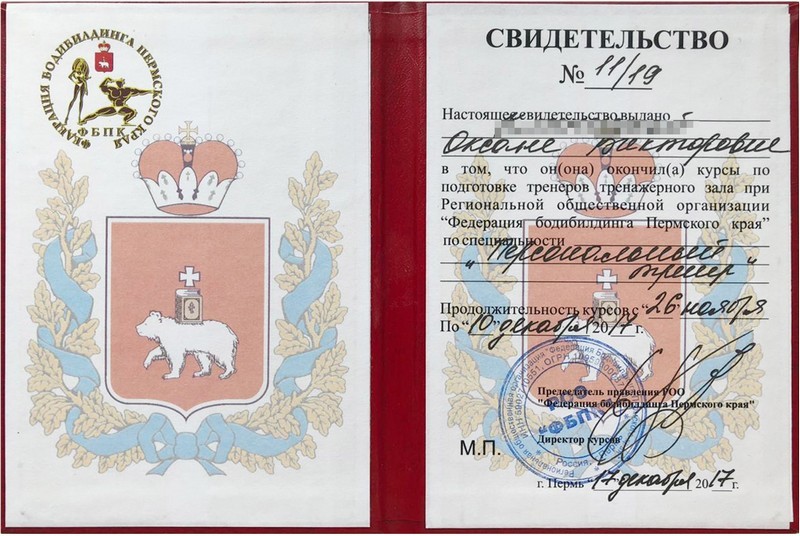 ФЕДЕРАЦИЯ БОДИБИЛДИНГА ПЕРМСКОГО КРАЯ
ФБПК
СВИДЕТЕЛЬСТВО
№ 11/19
Настоящее свидетельство выдано
Оксане Викторовне
в том, что он(она) окончил(а) курсы по
подготовке тренеров тренажерного зала при
Региональной общественной организации
"Федерация бодибилдинга Пермского края"
по специальности
"Персональный
тренер"
Продолжительность курсов с "26 ноября
По "10" декабря 2017 г.
Председатель правления РОО
"Федерация бодибилдинга Пермского края"
Директор курсов
М.П.
РОО
"ФБПК"
г. Пермь "17" декабря 2017 г.